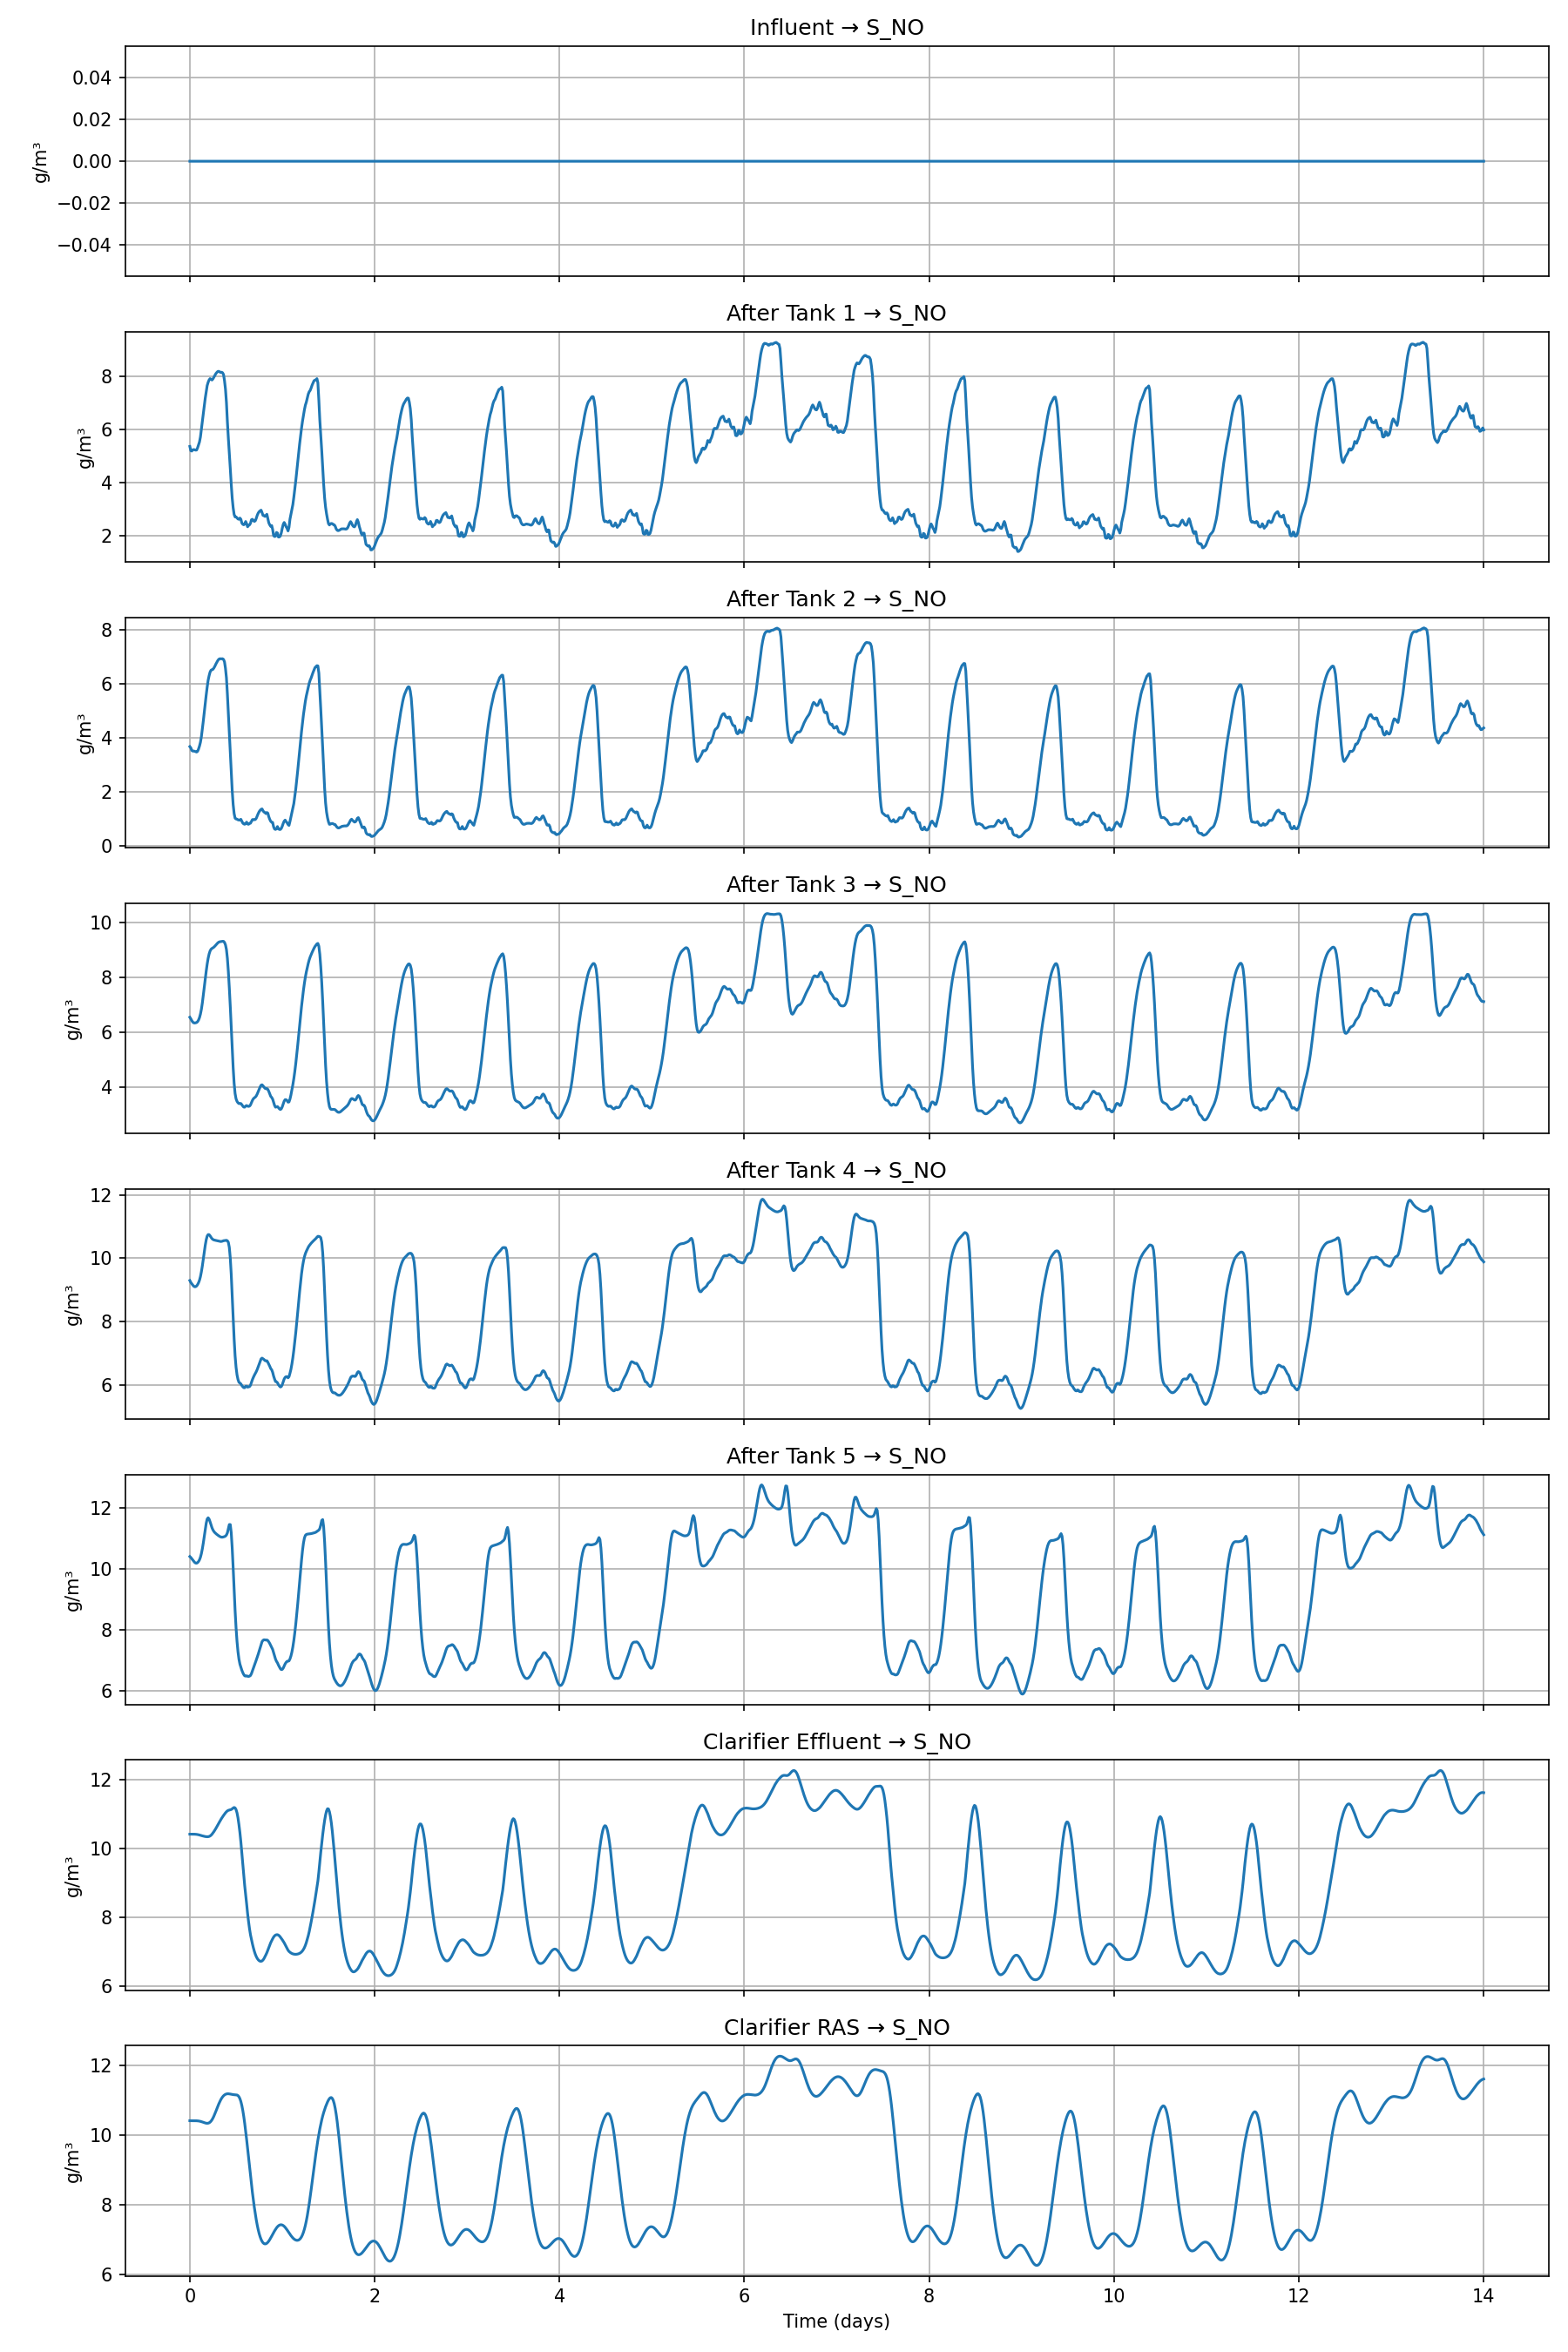 Influent → S_NO
0.04
0.02
0.00
−0.02
−0.04
g/m³
After Tank 1 → S_NO
8
6
4
2
g/m³
After Tank 2 → S_NO
8
6
4
2
0
g/m³
After Tank 3 → S_NO
10
8
6
4
g/m³
After Tank 4 → S_NO
12
10
8
6
g/m³
After Tank 5 → S_NO
12
10
8
6
g/m³
Clarifier Effluent → S_NO
12
10
8
6
g/m³
Clarifier RAS → S_NO
12
10
8
6
g/m³
0 2 4 6 8 10 12 14
Time (days)